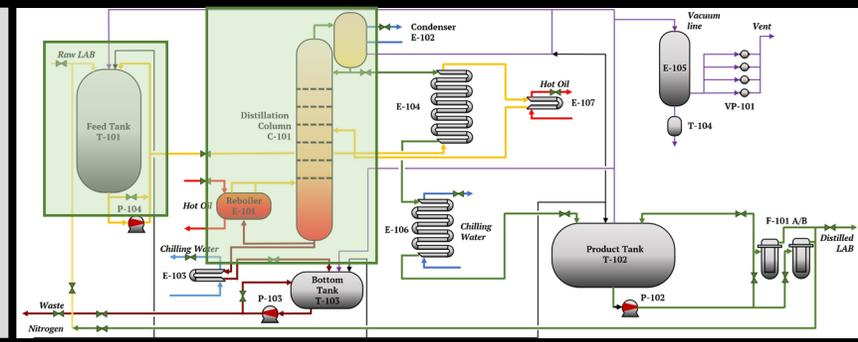 Raw LAB
Feed Tank
T-101
P-104
Distillation
Column
C-101
Condenser
E-102
Reboiler
E-101
Hot Oil
Chilling Water
E-103
Bottom
Tank
T-103
P-103
Waste
Nitrogen
E-104
Hot Oil
E-107
E-106
Chilling
Water
Vacuum
line
Vent
E-105
VP-101
T-104
Product Tank
T-102
P-102
F-101 A/B
Distilled
LAB